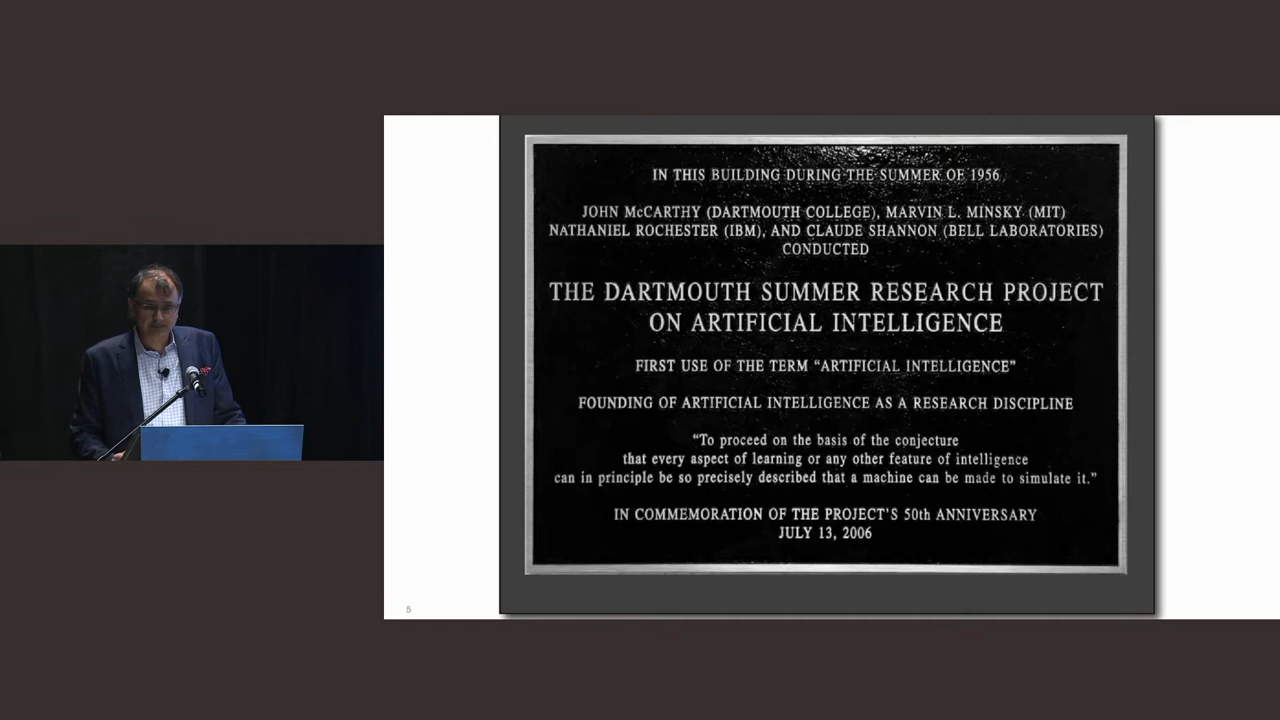 IN THIS BUILDING DURING THE SUMMER OF 1956
JOHN McCARTHY (DARTMOUTH COLLEGE), MARVIN L. MINSKY (MIT)
NATHANIEL ROCHESTER (IBM), AND CLAUDE SHANNON (BELL LABORATORIES)
CONDUCTED
THE DARTMOUTH SUMMER RESEARCH PROJECT
ON ARTIFICIAL INTELLIGENCE
FIRST USE OF THE TERM “ARTIFICIAL INTELLIGENCE”
FOUNDING OF ARTIFICIAL INTELLIGENCE AS A RESEARCH DISCIPLINE
“To proceed on the basis of the conjecture
that every aspect of learning or any other feature of intelligence
can in principle be so precisely described that a machine can be made to simulate it.”
IN COMMEMORATION OF THE PROJECT’S 50th ANNIVERSARY
JULY 13, 2006
5